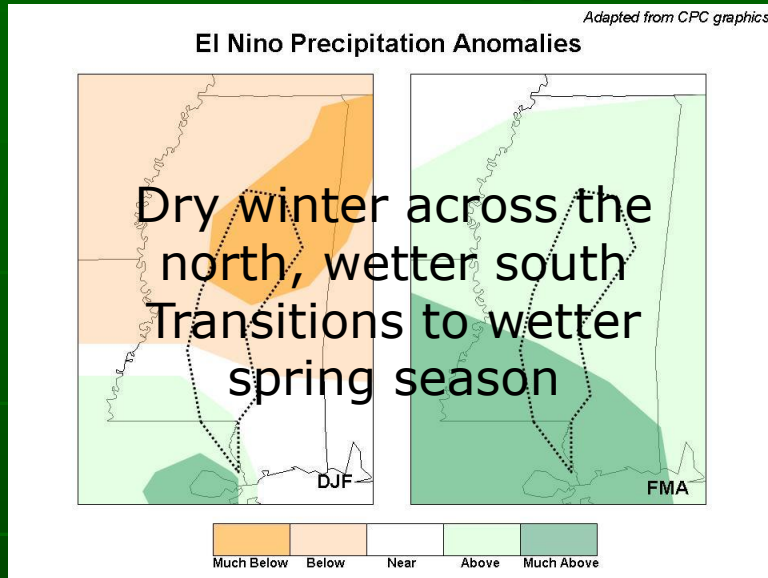 Adapted from CPC graphics
El Nino Precipitation Anomalies
Dry winter across the
north, wetter south
Transitions to wetter
spring season
DJF
FMA
Much Below Below Near Above Much Above